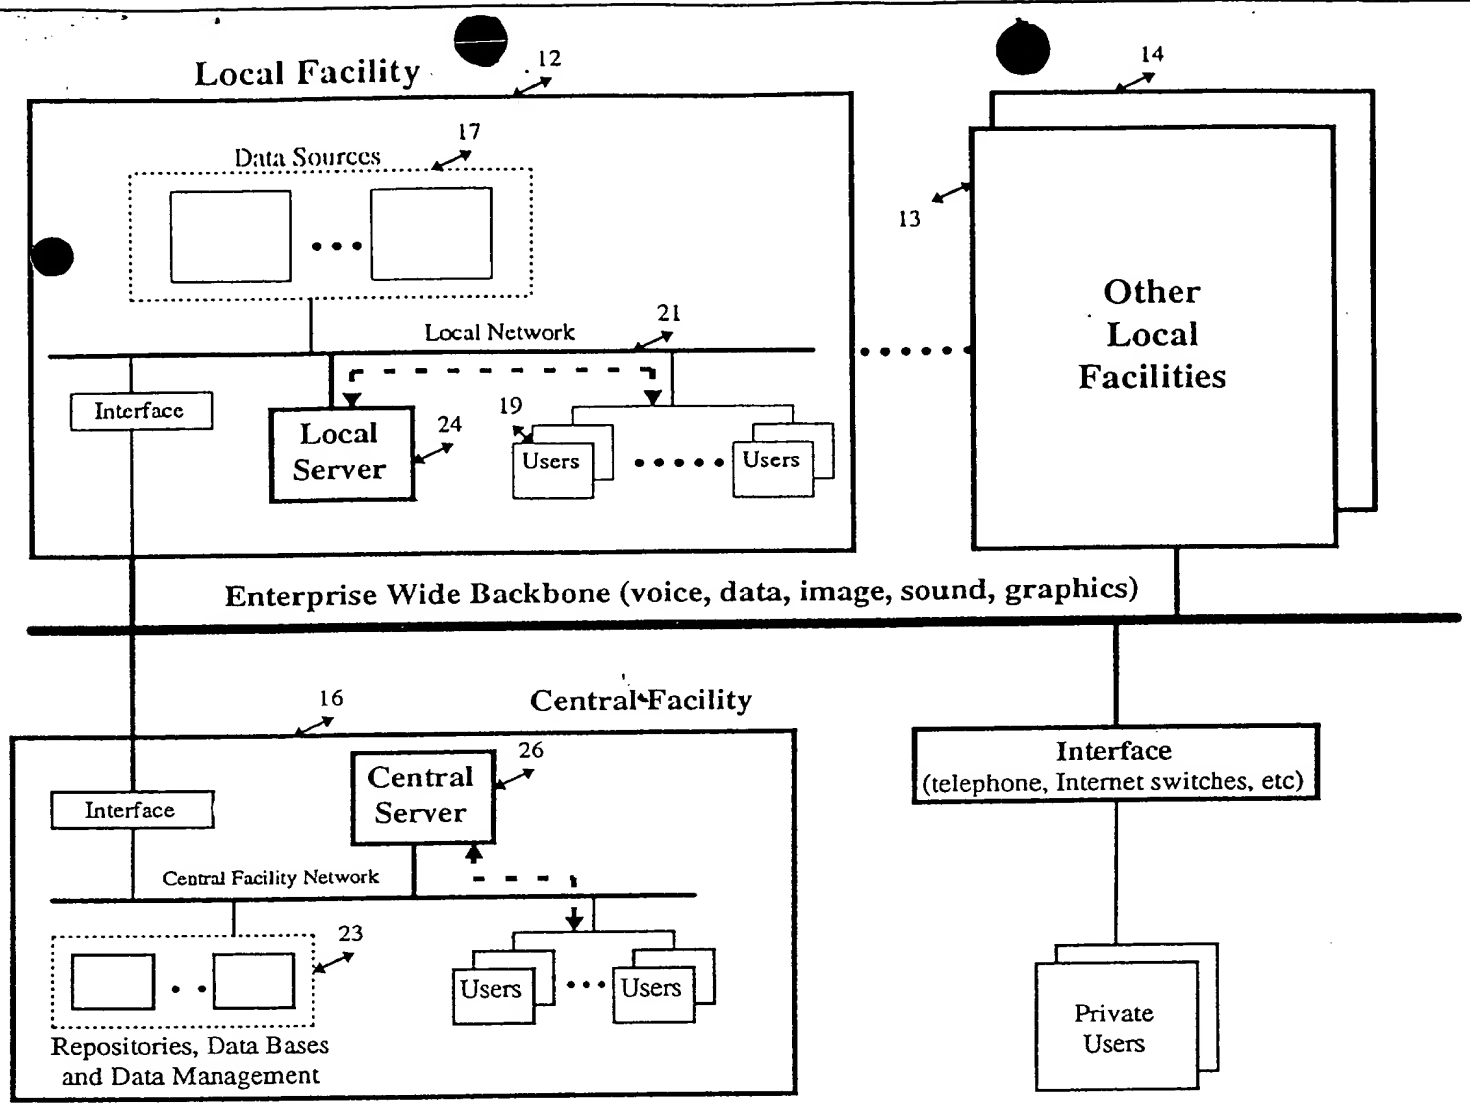 Local Facility
12
14
17
Data Sources
13
Other
Local
Facilities
Local Network
21
Interface
Local
Server
24
19
Users
Users
Enterprise Wide Backbone (voice, data, image, sound, graphics)
16
Central Facility
Central
Server
26
Interface
Interface
(telephone, Internet switches, etc)
Central Facility Network
23
Users
Users
Repositories, Data Bases
and Data Management
Private
Users